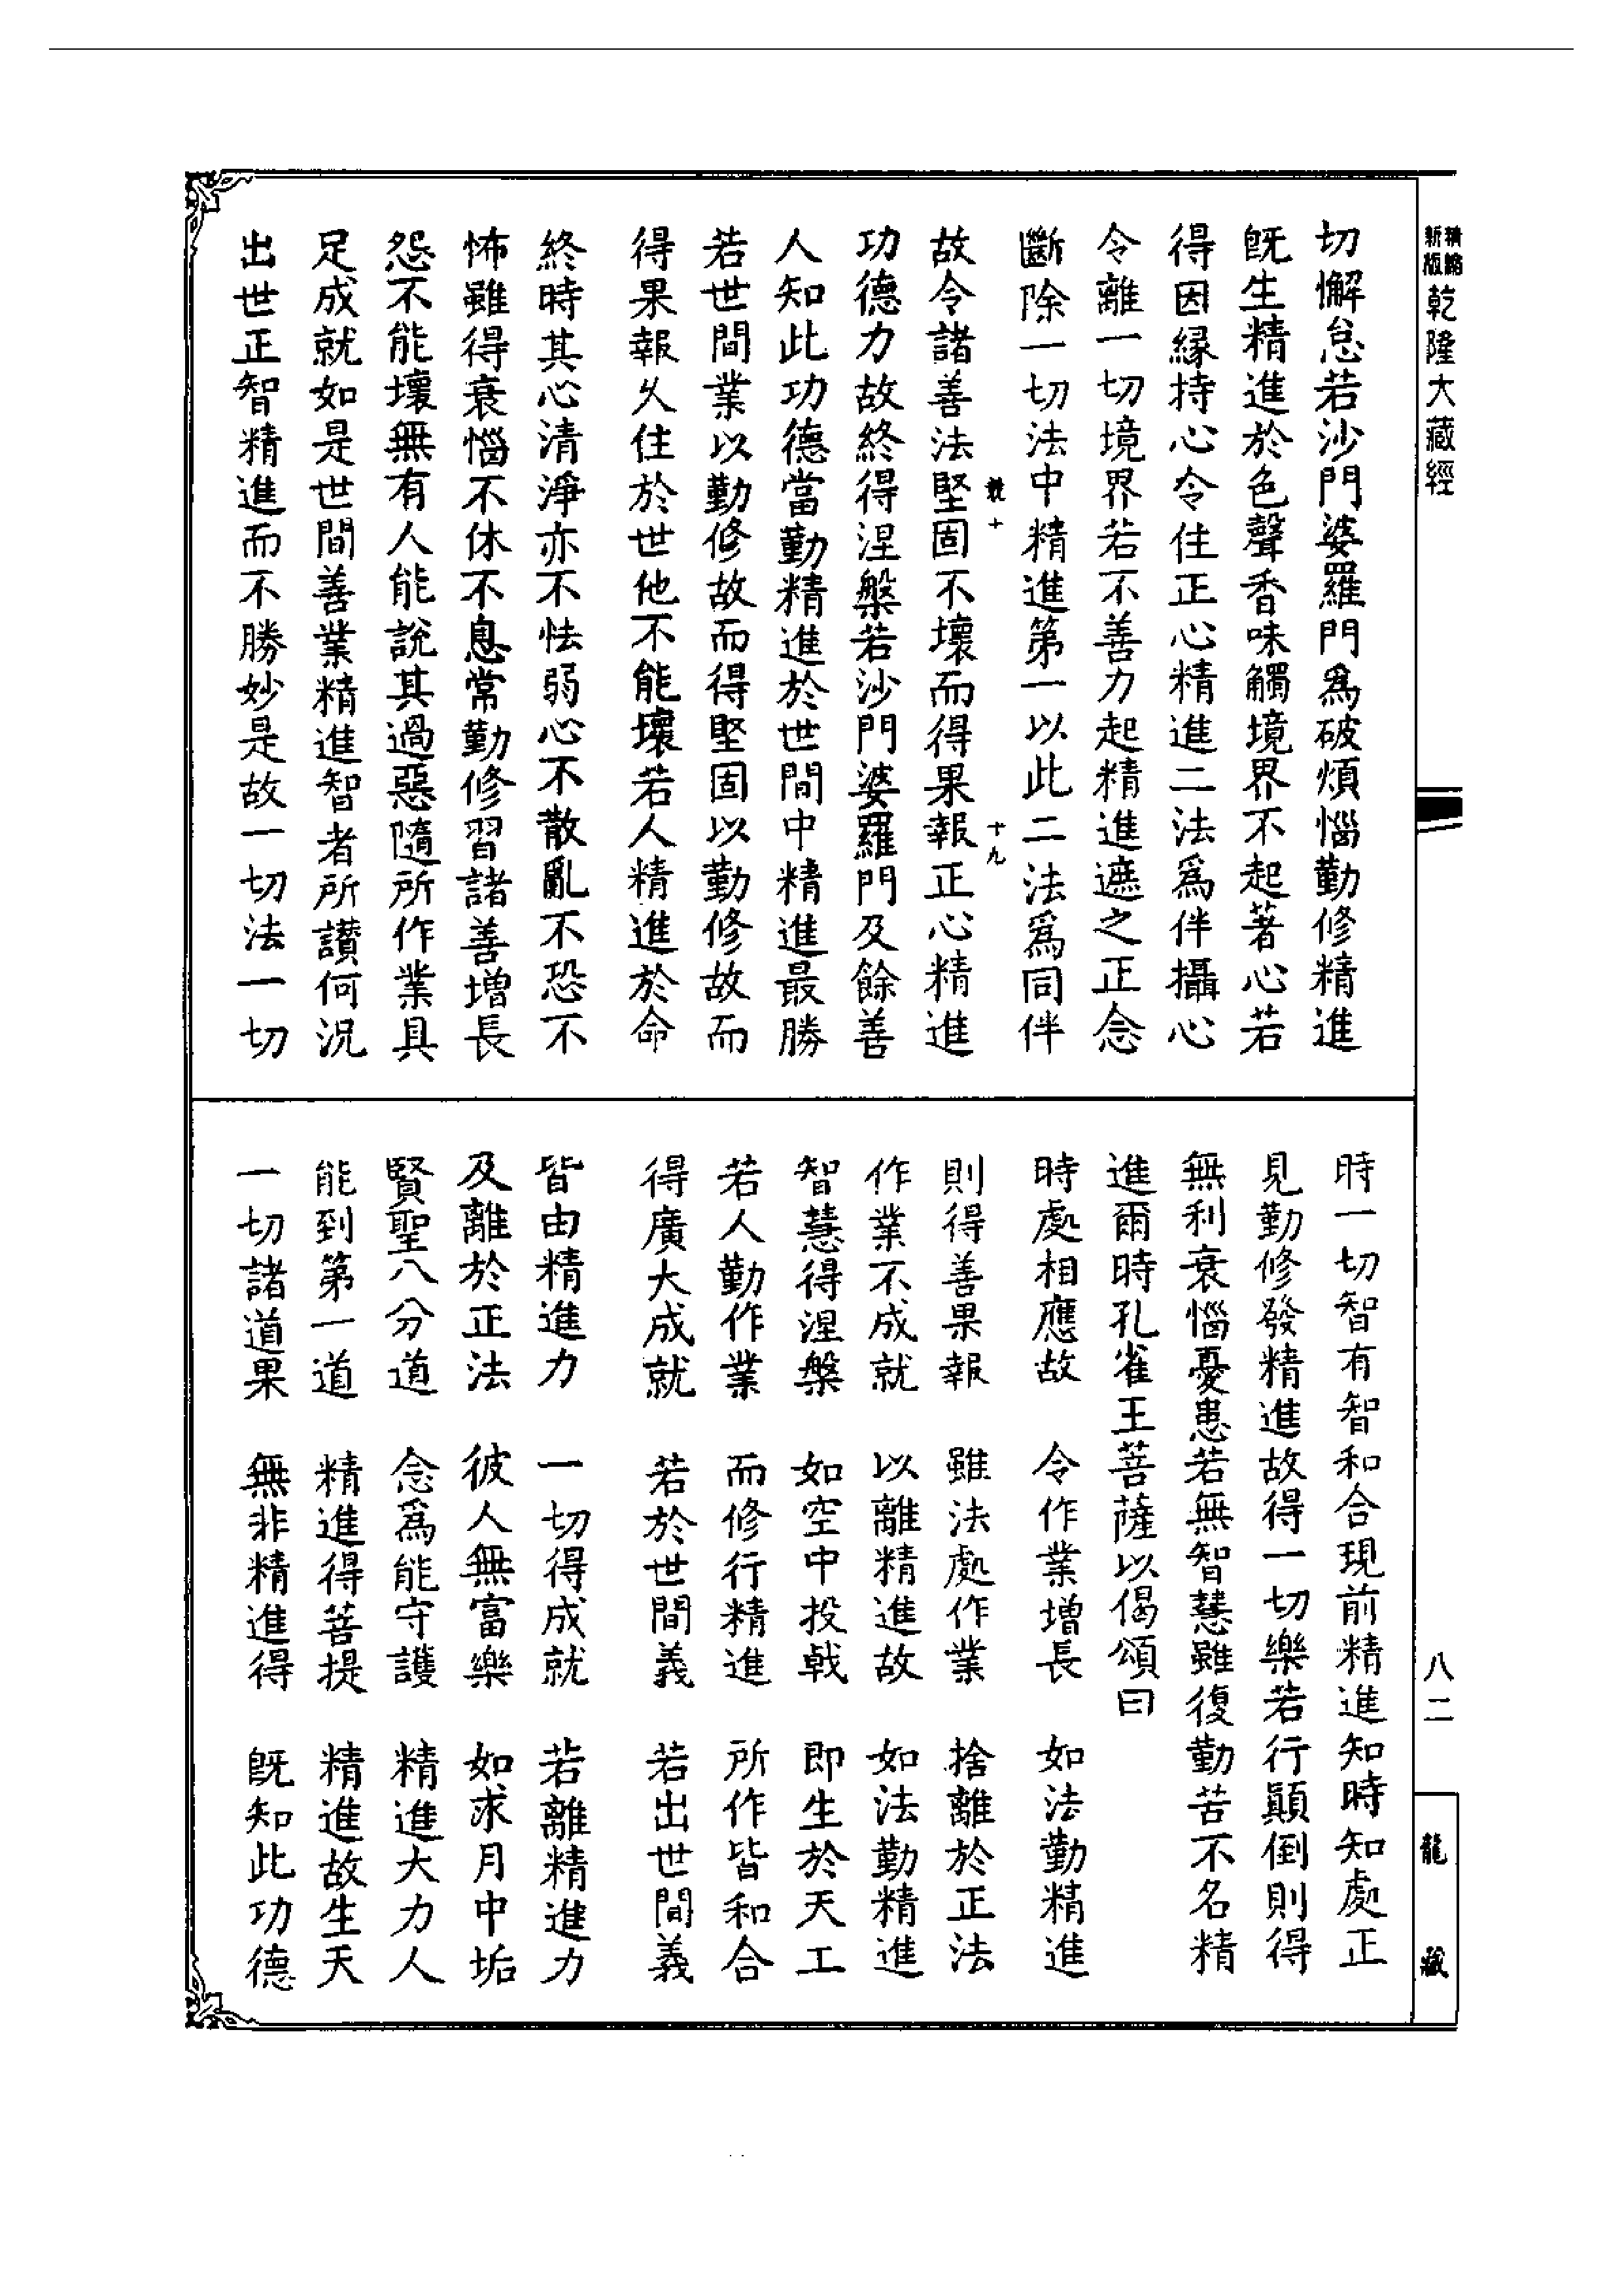 精縮新版乾隆大藏經
切懈怠若沙門婆羅門爲破煩惱勤修精進
旣生精進於色聲香味觸境界不起著心若
得因緣持心令住正心精進二法爲伴攝心
令離一切境界若不善力起精進遮之正念
斷除一切法中精進第一以此二法爲同伴
十九
故令諸善法堅固不壞而得果報正心精進
功德力故終得涅槃若沙門婆羅門及餘善
人知此功德當勤精進於世間中精進最勝
若世間業以勤修故而得堅固以勤修故而
得果報久住於世他不能壞若人精進於命
終時其心清淨亦不怯弱心不散亂不恐不
怖雖得衰惱不休不息常勤修習諸善增長
怨不能壞無有人能說其過惡隨所作業具
足成就如是世間善業精進智者所讃何況
出世正智精進而不勝妙是故一切法一切
時一切智有智和合現前精進知時知處正
見勤修發精進故得一切樂若行顚倒則得
無利衰惱憂患若無智慧雖復勤苦不名精
進爾時孔雀王菩薩以偈頌曰
時處相應故　令作業增長　如法勤精進
則得善果報　雖法處作業　捨離於正法
作業不成就　以離精進故　如法勤精進
智慧得涅槃　如空中投戟　即生於天工
若人勤作業　而修行精進　所作皆和合
得廣大成就　若於世間義　若出世間義
皆由精進力　一切得成就　若離精進力
及離於正法　彼人無富樂　如求月中垢
賢聖八分道　念爲能守護　精進大力人
能到第一道　精進得菩提　精進故生天
一切諸道果　無非精進得　旣知此功德
八二
龍藏